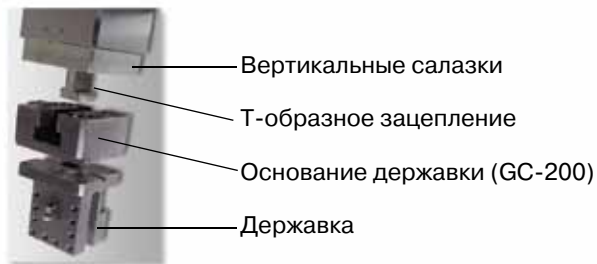 Вертикальные салазки
Т-образное зацепление
Основание державки (GC-200)
Державка